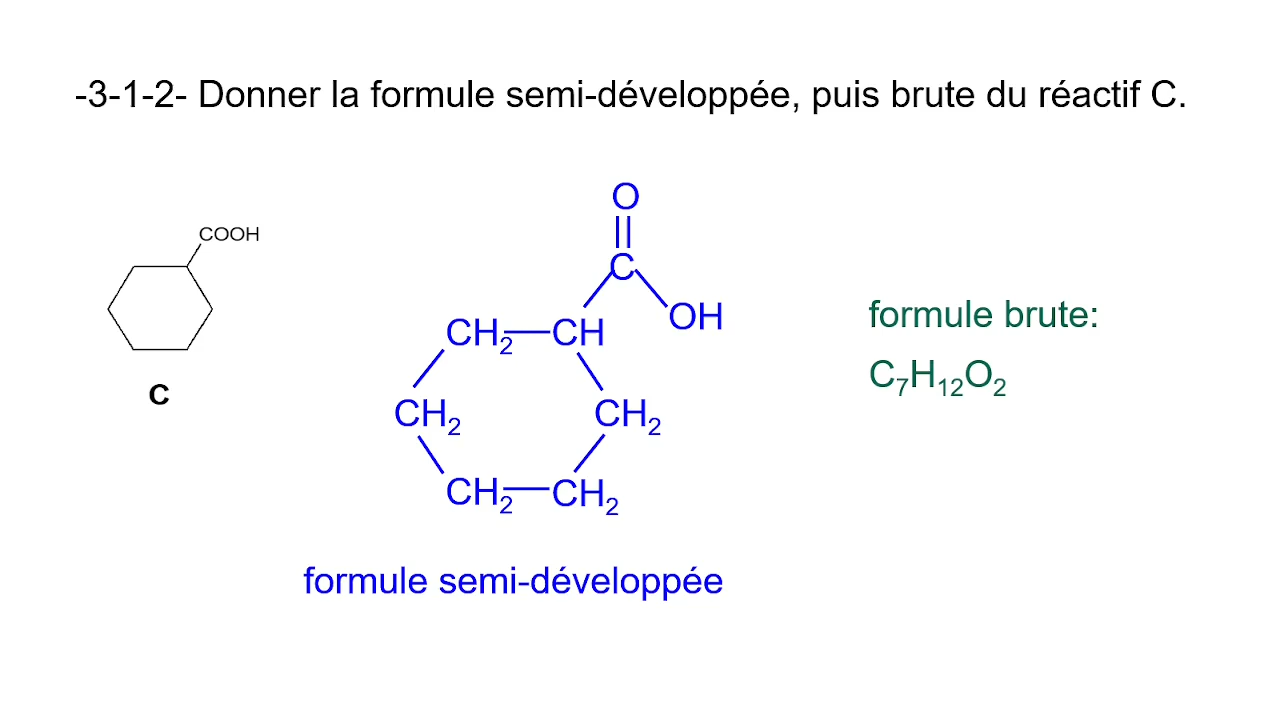 -3-1-2- Donner la formule semi-développée, puis brute du réactif C.
COOH
C
O
C
OH
CH₂ CH
CH₂ CH₂
CH₂ CH₂
formule semi-développée
formule brute:
C₇H₁₂O₂